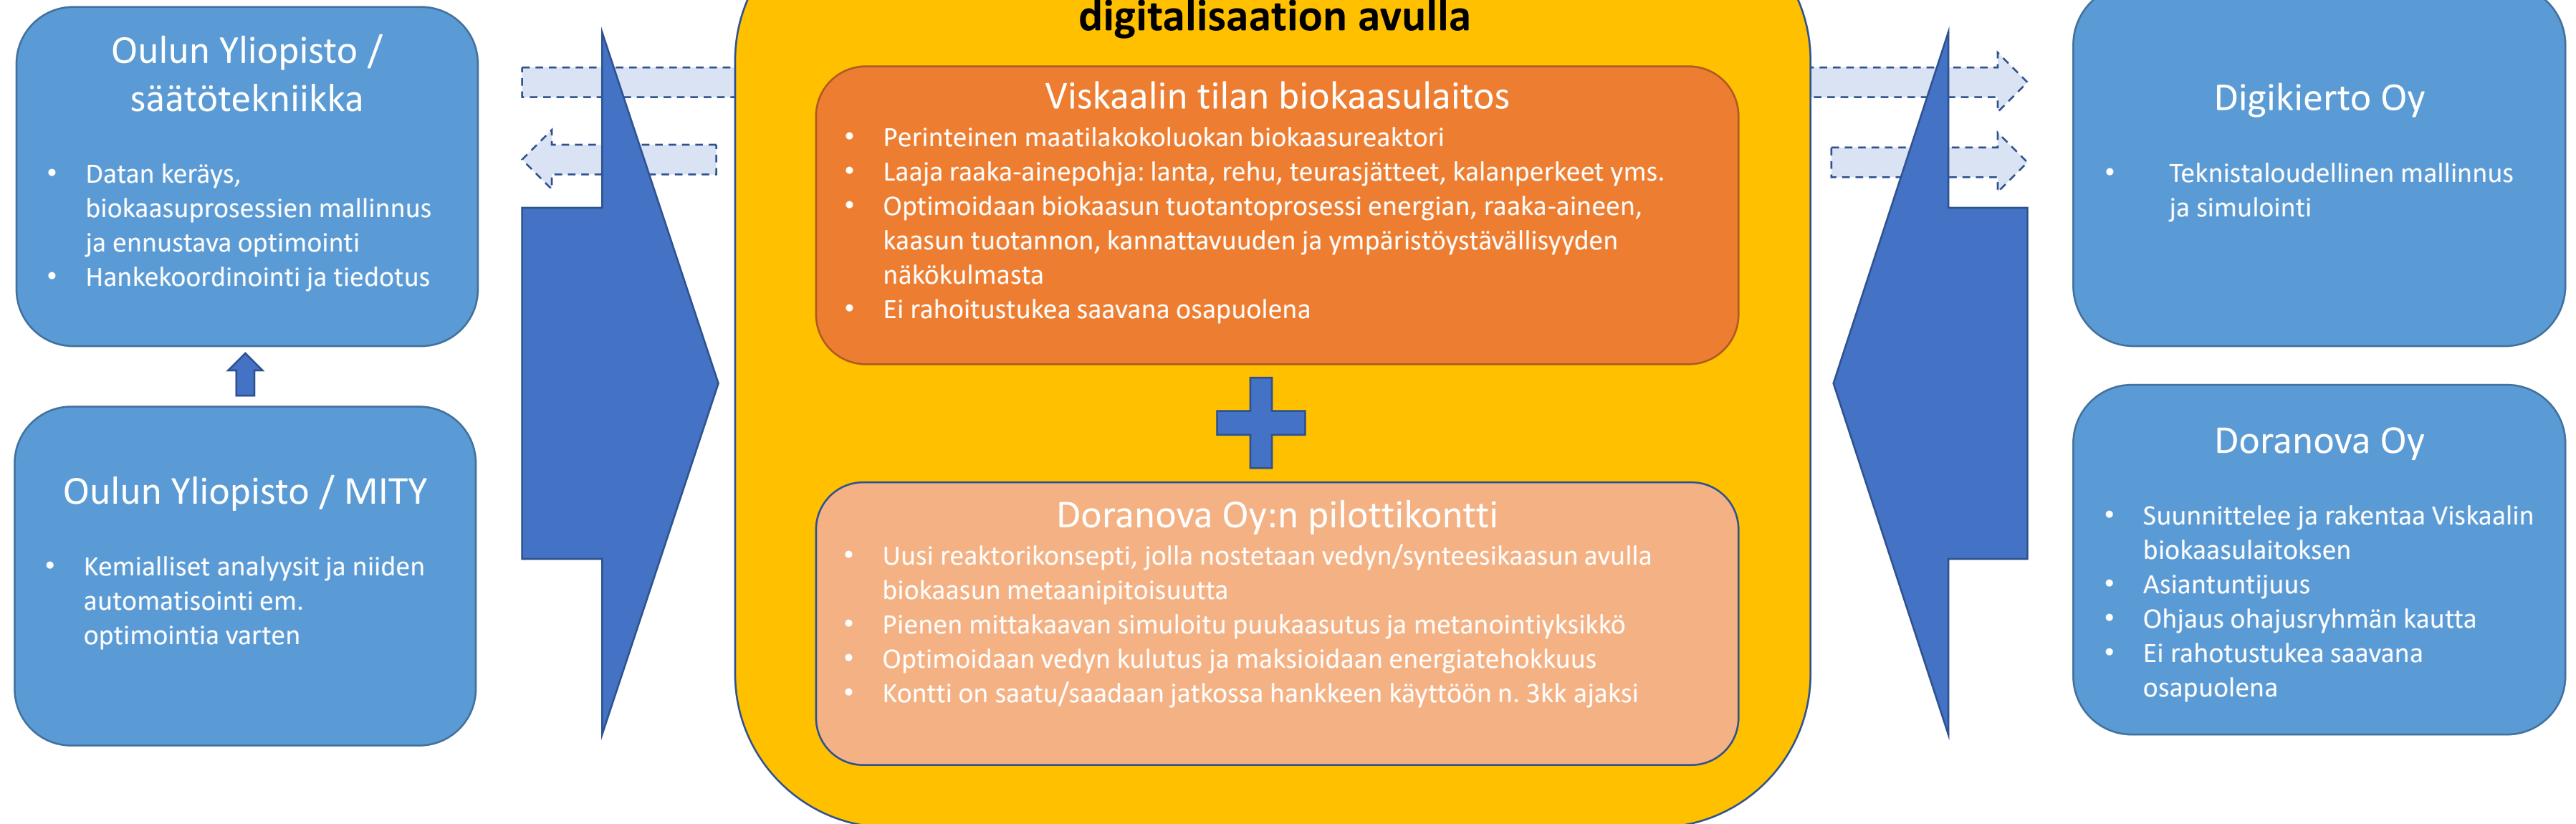 digitalisaation avulla
Oulun Yliopisto /
säätötekniikka
• Datan keräys,
biokaasuprosessien mallinnus
ja ennustava optimointi
• Hankekoordinointi ja tiedotus
Oulun Yliopisto / MITY
• Kemialliset analyysit ja niiden
automatisointi em.
optimointia varten
Viskaalin tilan biokaasulaitos
• Perinteinen maatilakokoluokan biokaasureaktori
• Laaja raaka-ainepohja: lanta, rehu, teurasjätteet, kalanperkeet yms.
• Optimoidaan biokaasun tuotantoprosessi energian, raaka-aineen,
kaasun tuotannon, kannattavuuden ja ympäristöystävällisyyden
näkökulmasta
• Ei rahoitustukea saavana osapuolena
Doranova Oy:n pilottikontti
• Uusi reaktorikonsepti, jolla nostetaan vedyn/synteesikaasun avulla
biokaasun metaanipitoisuutta
• Pienen mittakaavan simuloitu puukaasutus ja metanointiyksikkö
• Optimoidaan vedyn kulutus ja maksioidaan energiatehokkuus
• Kontti on saatu/saadaan jatkossa hankkeen käyttöön n. 3kk ajaksi
Digikierto Oy
• Teknistaloudellinen mallinnus
ja simulointi
Doranova Oy
• Suunnittelee ja rakentaa Viskaalin
biokaasulaitoksen
• Asiantuntijuus
• Ohjaus ohajusryhmän kautta
• Ei rahotustukea saavana
osapuolena